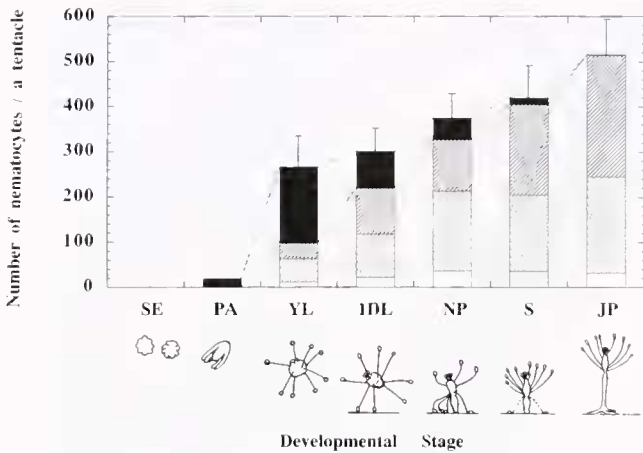 Number of nematocytes / a tentacle
600
500
400
300
200
100
0
SE PA YL 1DL NP S JP
Developmental Stage